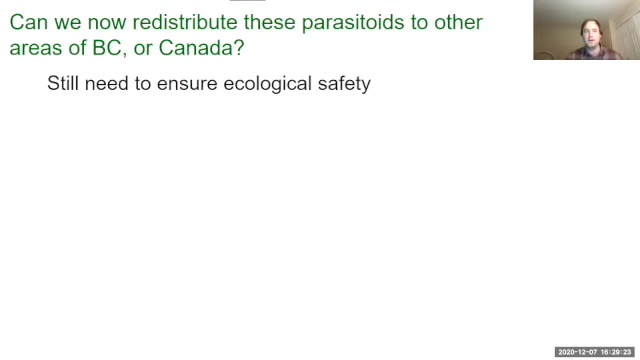 Can we now redistribute these parasitoids to other
areas of BC, or Canada?
Still need to ensure ecological safety
2020-12-07 16:29:23